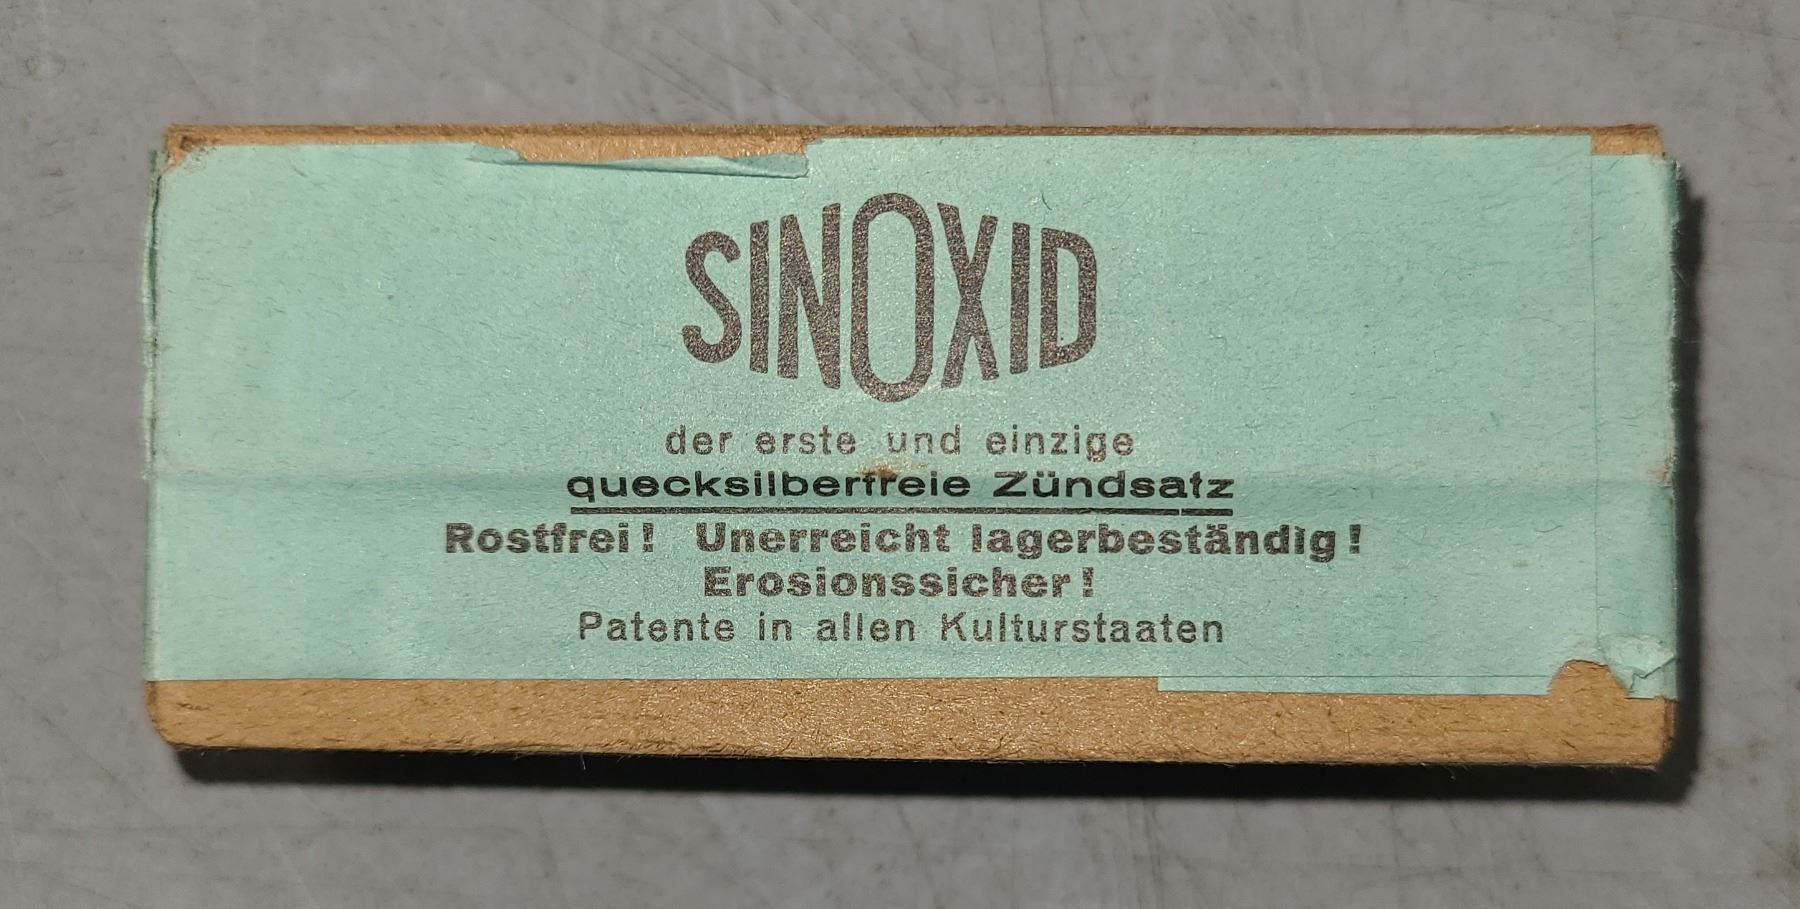 SINOXID
der erste und einzige
quecksilberfreie Zündsatz
Rostfrei! Unerreicht lagerbeständig!
Erosionssicher!
Patente in allen Kulturstaaten